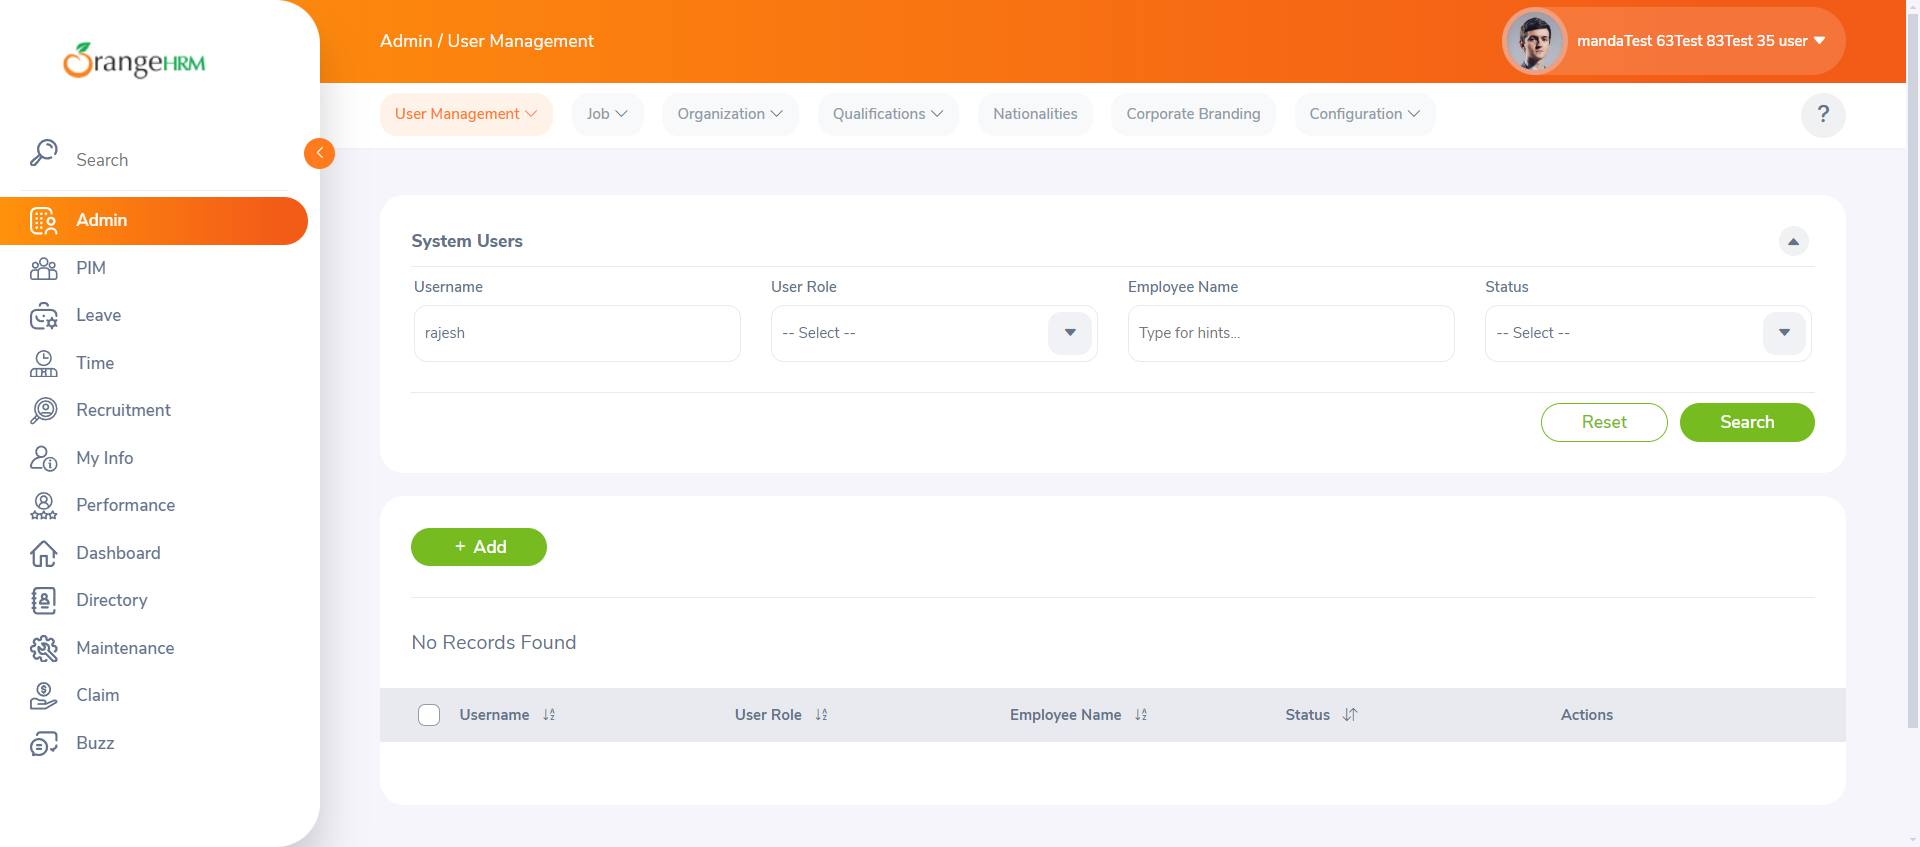 OrangeHRM
Admin / User Management
mandaTest 63Test 83Test 35 user
User Management
Job
Organization
Qualifications
Nationalities
Corporate Branding
Configuration
?
Search
Admin
PIM
Leave
Time
Recruitment
My Info
Performance
Dashboard
Directory
Maintenance
Claim
Buzz
System Users
Username
User Role
Employee Name
Status
rajesh
-- Select --
Type for hints...
-- Select --
Reset
Search
+ Add
No Records Found
Username
User Role
Employee Name
Status
Actions